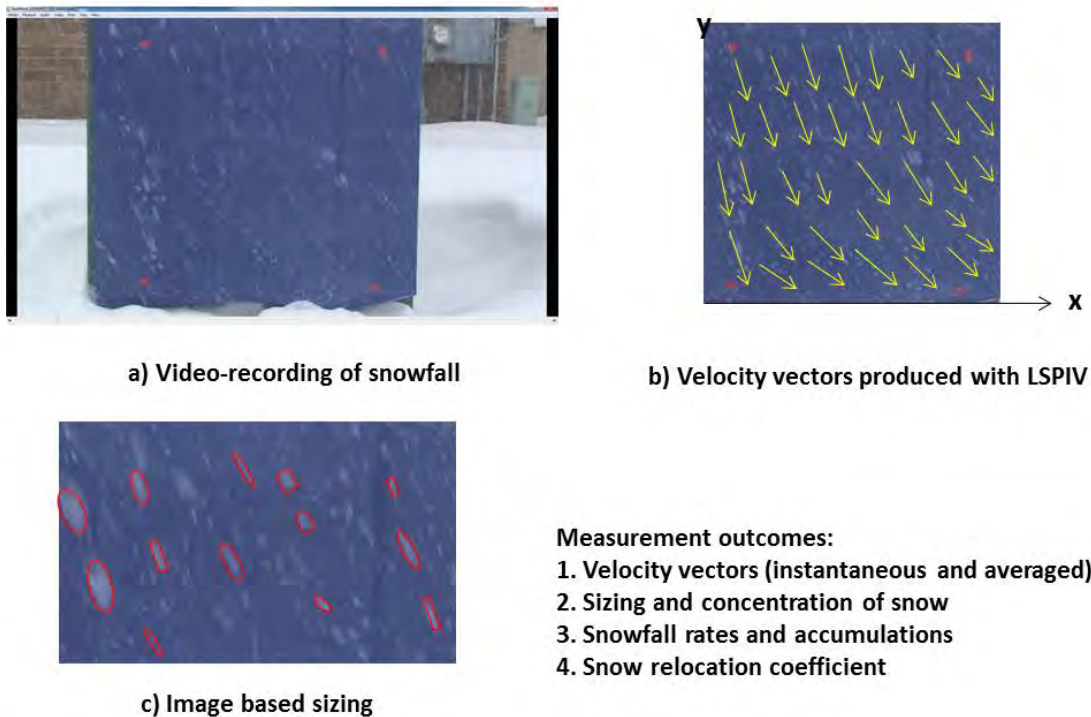 a) Video-recording of snowfall
y
x
b) Velocity vectors produced with LSPIV
c) Image based sizing
Measurement outcomes:
1. Velocity vectors (instantaneous and averaged)
2. Sizing and concentration of snow
3. Snowfall rates and accumulations
4. Snow relocation coefficient